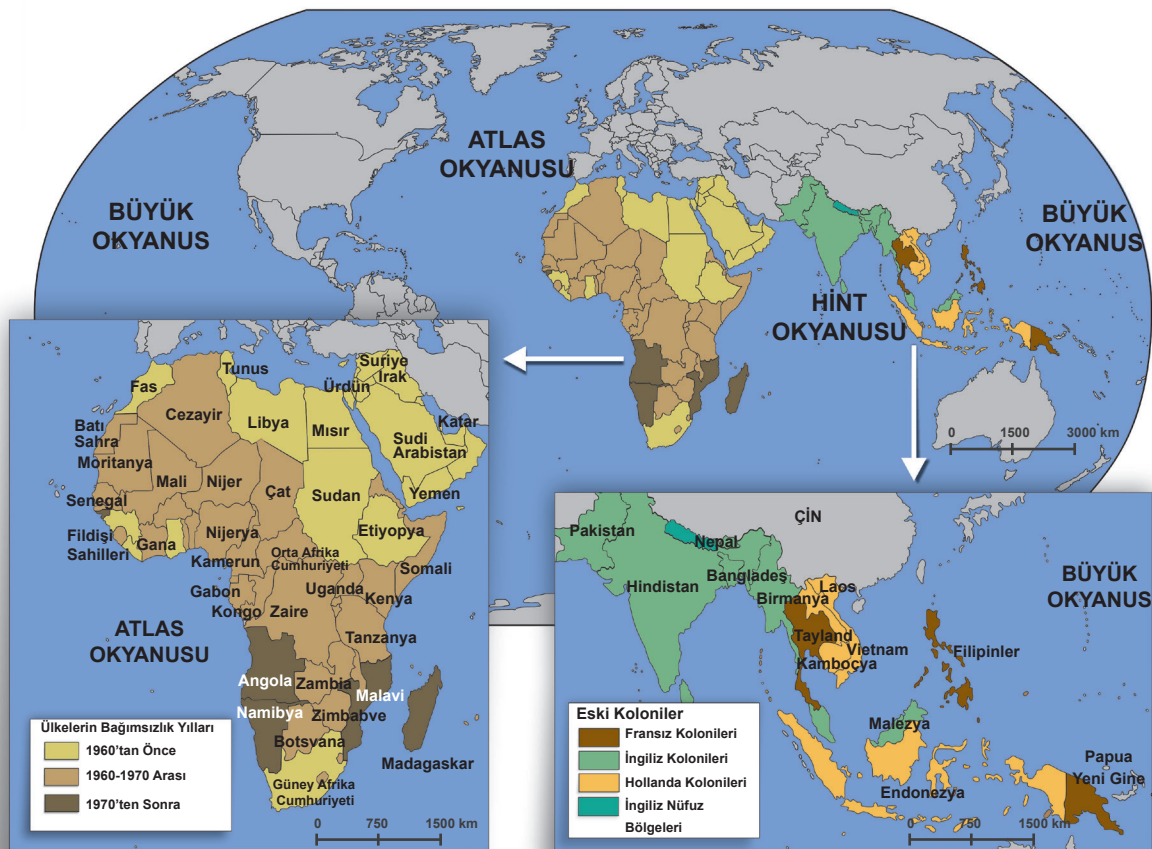 ATLAS
OKYANUSU
BÜYÜK
OKYANUS
BÜYÜK
OKYANUS
HİNT
OKYANUSU
0 1500 3000 km
Suriye
Tunus
Irak
Fas
Ürdün
Cezayir
Libya
Mısır
Katar
Batı
Sahra
Sudi
Arabistan
Moritanya
Mali
Nijer
Çat
Sudan
Yemen
Senegal
Etiyopya
Fildişi
Sahilleri
Gana
Nijerya
Orta Afrika
Cumhuriyeti
Kamerun
Somali
Gabon
Uganda
Kenya
Kongo
Zaire
ATLAS
OKYANUSU
Tanzanya
Angola
Zambia
Malavi
Namibya
Zimbabve
Botsvana
Madagaskar
Güney Afrika
Cumhuriyeti
Ülkelerin Bağımsızlık Yılları
1960'tan Önce
1960-1970 Arası
1970'ten Sonra
0 750 1500 km
ÇİN
Pakistan
Nepal
Hindistan
Bangladeş
Laos
Birmanya
BÜYÜK
OKYANUS
Tayland
Vietnam
Kamboçya
Filipinler
Malezya
Endonezya
Papua
Yeni Gine
Eski Koloniler
Fransız Kolonileri
İngiliz Kolonileri
Hollanda Kolonileri
İngiliz Nüfuz
Bölgeleri
0 750 1500 km